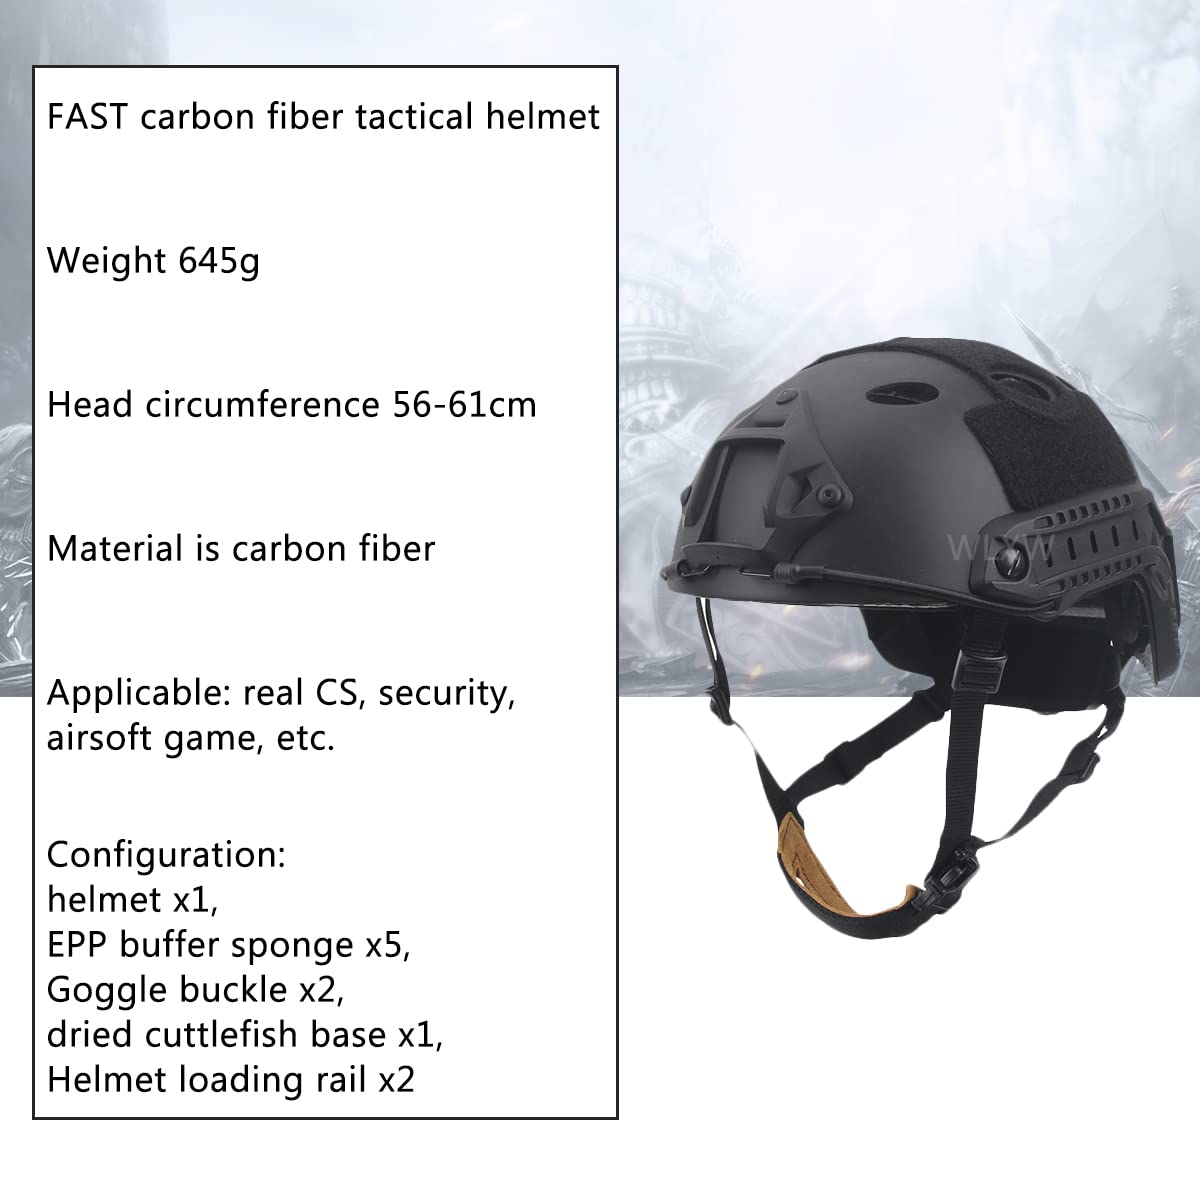 FAST carbon fiber tactical helmet
Weight 645g
Head circumference 56-61cm
Material is carbon fiber
Applicable: real CS, security,
airsoft game, etc.
Configuration:
helmet x1,
EPP buffer sponge x5,
Goggle buckle x2,
dried cuttlefish base x1,
Helmet loading rail x2
WLXW